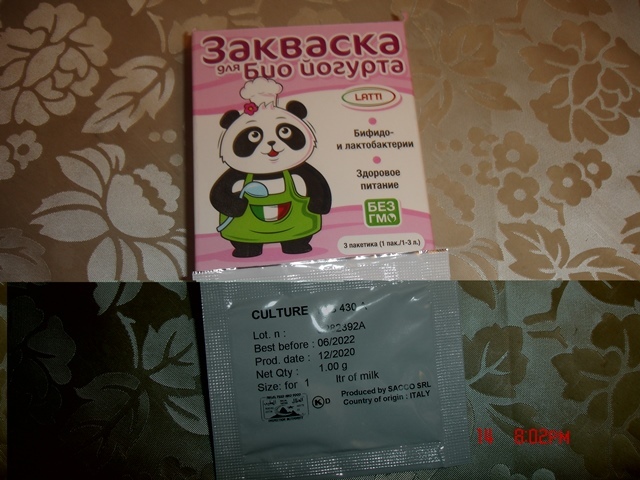 Закваска
для Био йогурта
LATTI
Бифидо-
и лактобактерии
Здоровое
питание
БЕЗ
ГМО
3 пакетика (1 пак./1-3 л.)
CULTURE 430
Lot. n :
Best before : 06/2022
Prod. date : 12/2020
Net Qty : 1.00 g
Size: for 1 ltr of milk
K D
Produced by SACCO SRL
Country of origin : ITALY
8:02PM